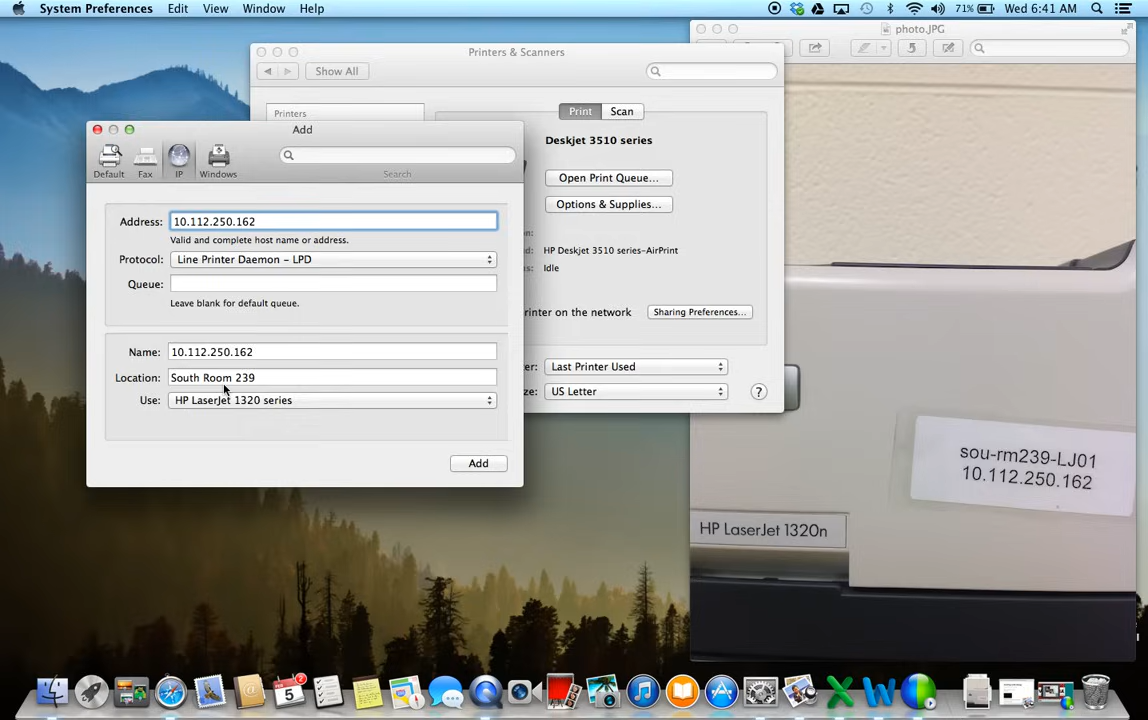 System Preferences Edit View Window Help
71% Wed 6:41 AM
photo.JPG
Printers & Scanners
Show All
Printers
Print Scan
Deskjet 3510 series
Open Print Queue...
Options & Supplies...
HP Deskjet 3510 series-AirPrint
Idle
rinter on the network Sharing Preferences...
Last Printer Used
US Letter
?
Add
Default Fax IP Windows
Search
Address: 10.112.250.162
Valid and complete host name or address.
Protocol: Line Printer Daemon – LPD
Queue:
Leave blank for default queue.
Name: 10.112.250.162
Location: South Room 239
Use: HP LaserJet 1320 series
Add
sou-rm239-LJ01
10.112.250.162
HP LaserJet 1320n
5
2